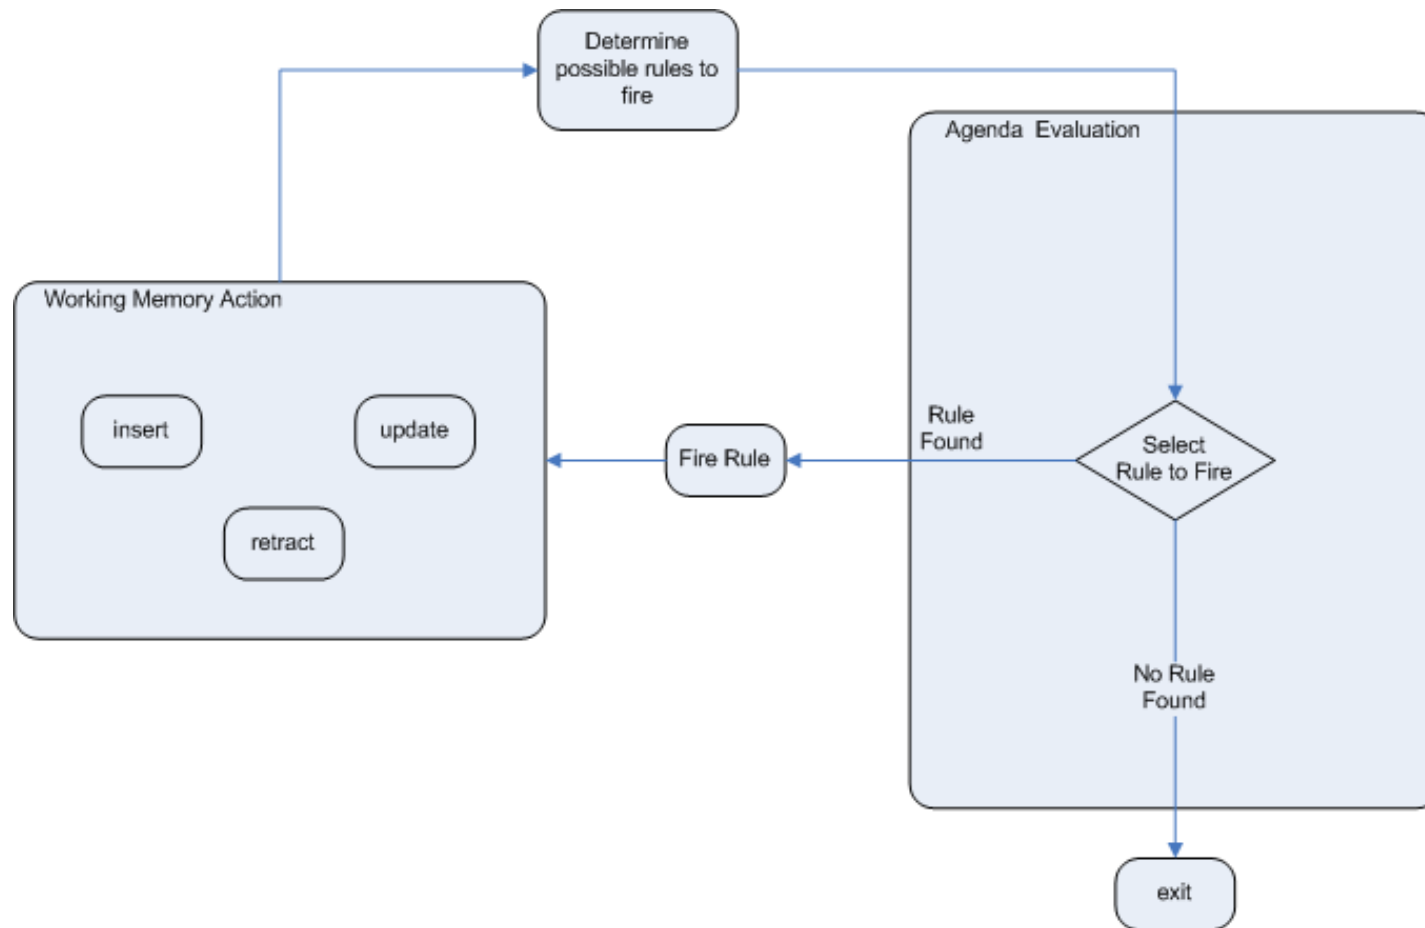 Determine
possible rules to
fire
Agenda Evaluation
Working Memory Action
insert
update
retract
Fire Rule
Rule
Found
Select
Rule to Fire
No Rule
Found
exit